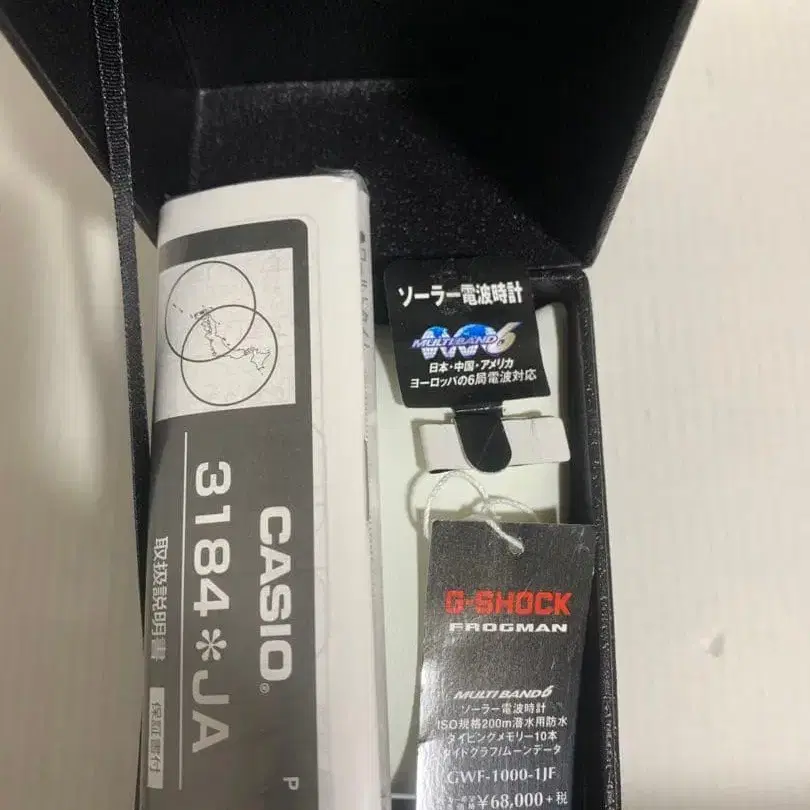 CASIO®
3184※JA
取扱説明書
保証書付
P
ソーラー電波時計
MULTIBAND6
日本・中国・アメリカ
ヨーロッパの6局電波対応
G-SHOCK
FROGMAN
MULTIBAND6
ソーラー電波時計
ISO規格200m潜水用防水
ダイビングメモリー10本
タイドグラフ/ムーンデータ
GWF-1000-1JF
¥68,000+税